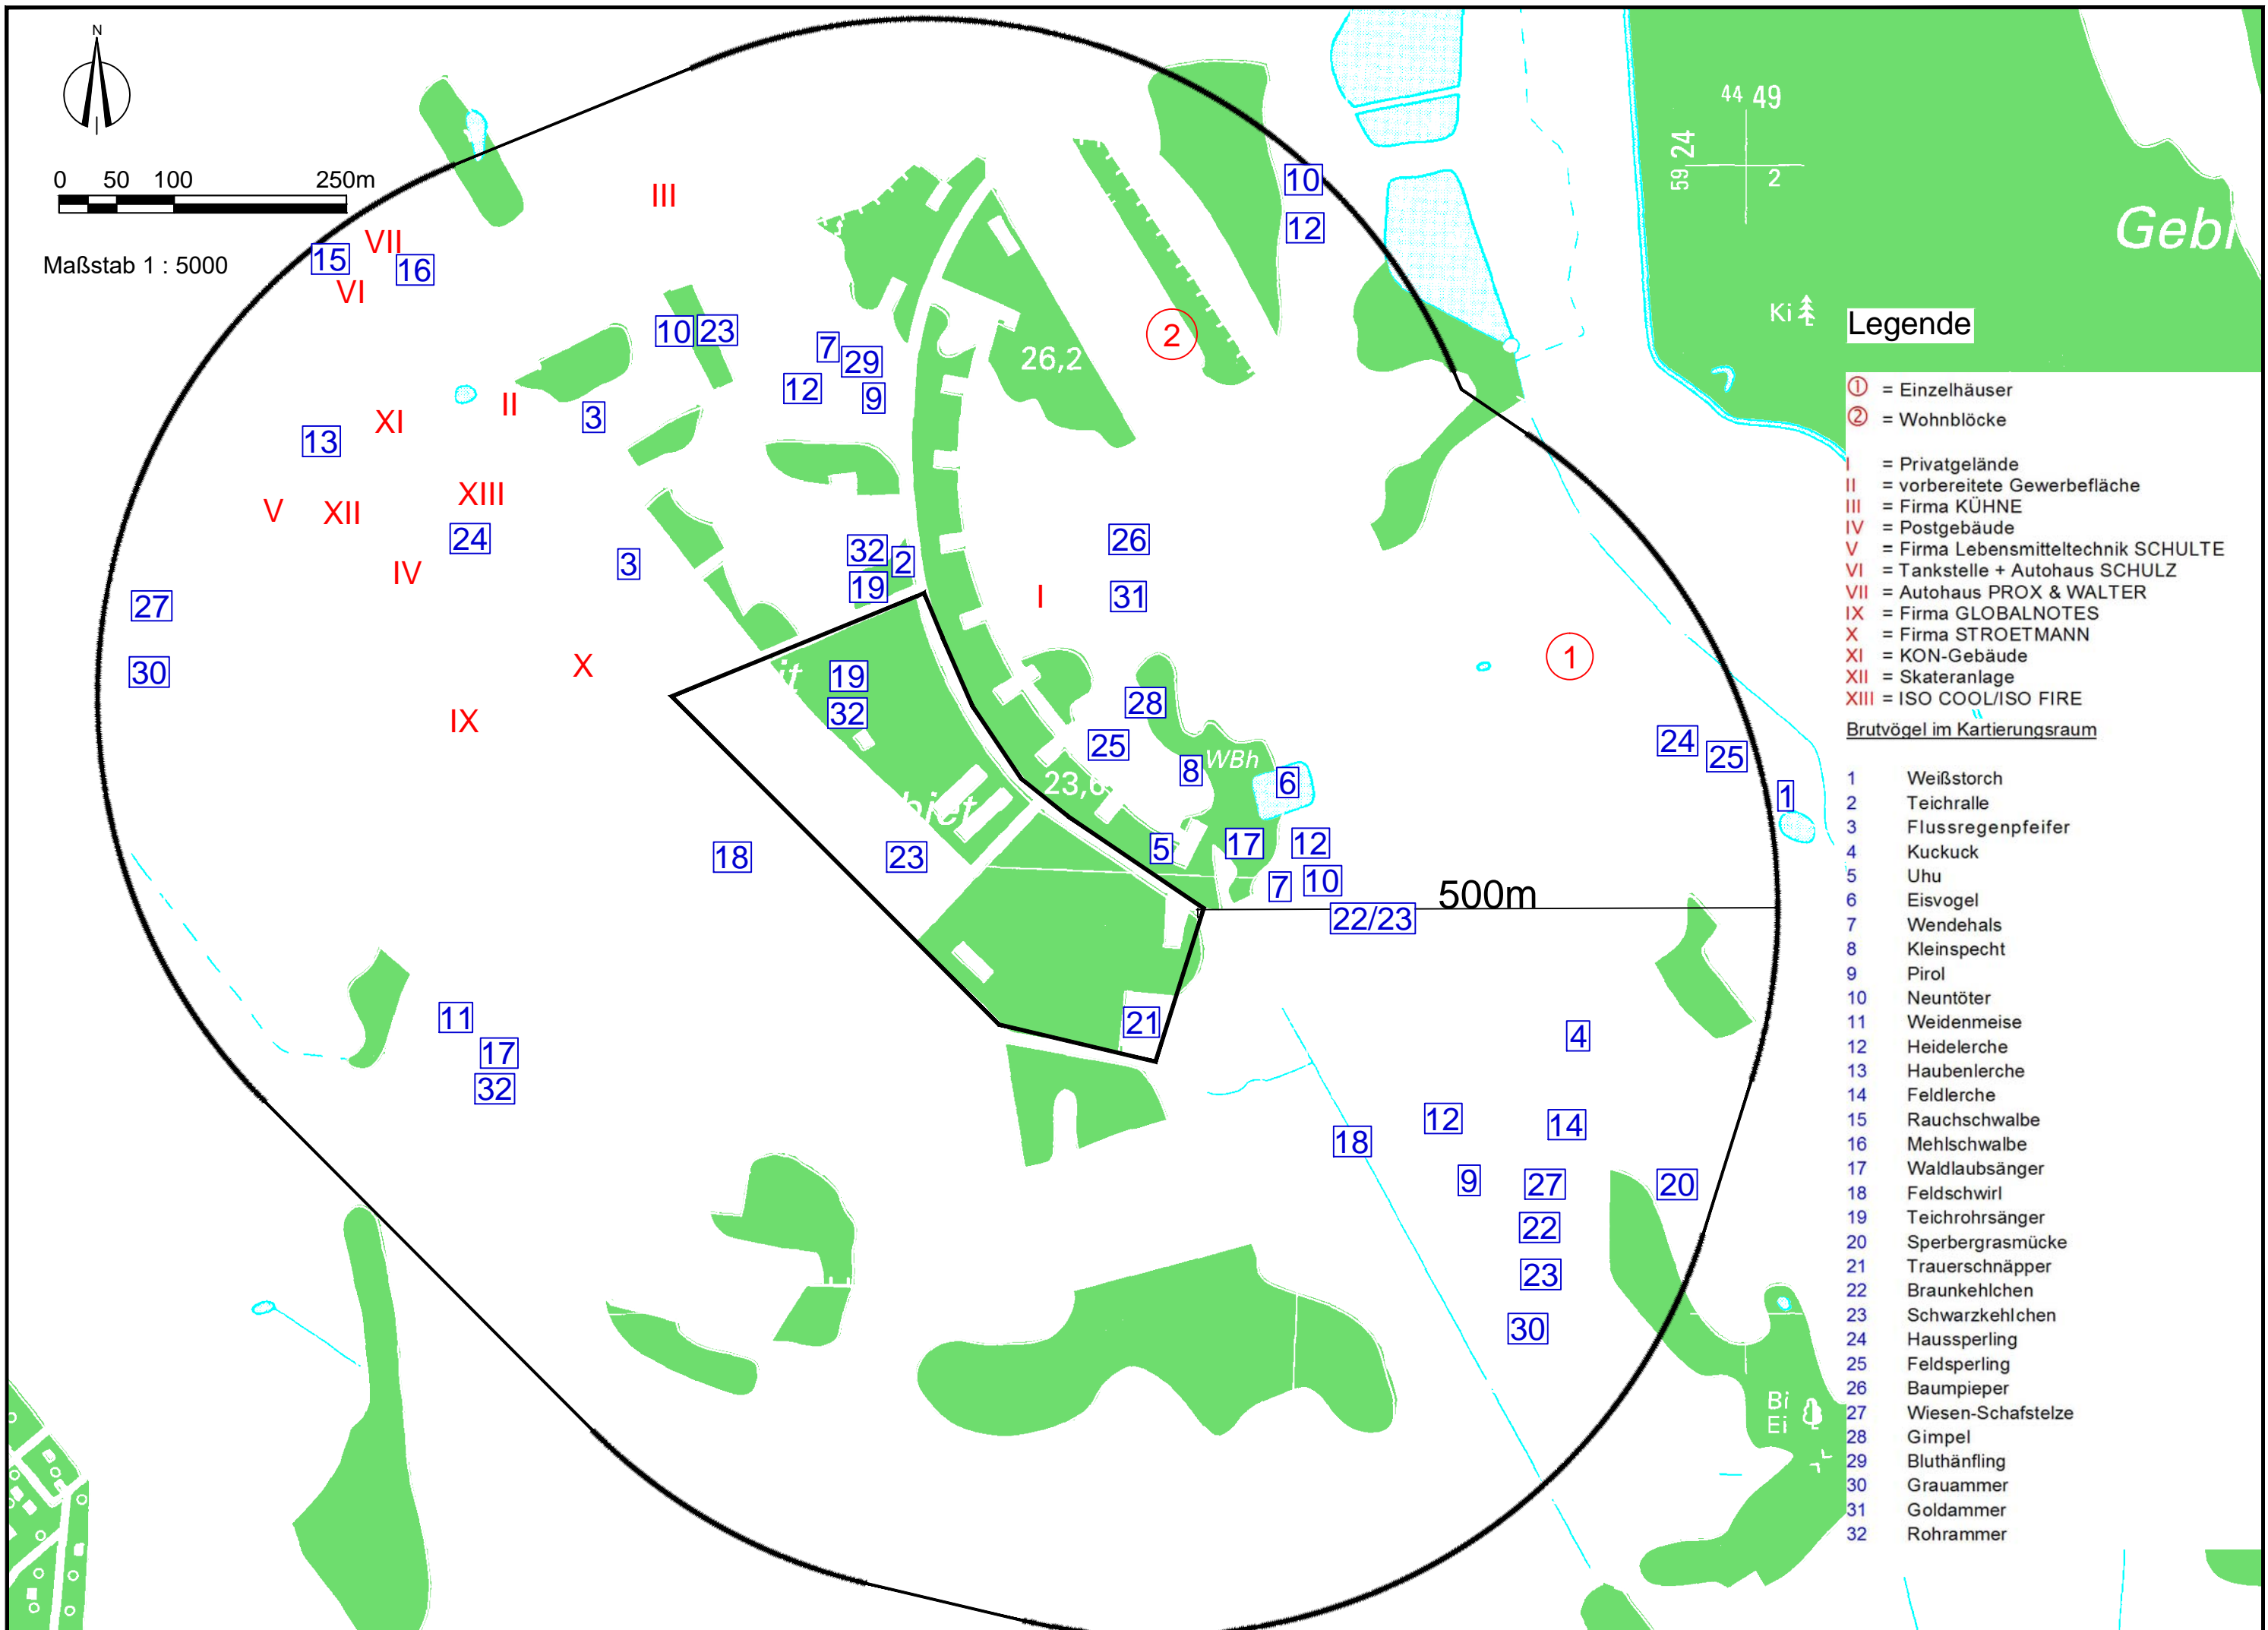 N
0 50 100 250m
Maßstab 1 : 5000
44 49
59 24
2
Gebi
Ki
III
VII
15
16
VI
10
12
10
23
7
29
12
9
2
26,2
3
II
XI
13
XIII
V
XII
24
IV
3
32
2
19
26
31
I
27
30
X
IX
it
19
32
28
25
8
WBh
6
23,6
biet
1
24
25
1
18
23
5
17
12
7
10
500m
22/23
21
4
11
17
32
12
14
18
9
27
20
22
23
30
Bi
Ei
Legende
① = Einzelhäuser
② = Wohnblöcke
I = Privatgelände
II = vorbereitete Gewerbefläche
III = Firma KÜHNE
IV = Postgebäude
V = Firma Lebensmitteltechnik SCHULTE
VI = Tankstelle + Autohaus SCHULZ
VII = Autohaus PROX & WALTER
IX = Firma GLOBALNOTES
X = Firma STROETMANN
XI = KON-Gebäude
XII = Skateranlage
XIII = ISO COOL/ISO FIRE
Brutvögel im Kartierungsraum
1 Weißstorch
2 Teichralle
3 Flussregenpfeifer
4 Kuckuck
5 Uhu
6 Eisvogel
7 Wendehals
8 Kleinspecht
9 Pirol
10 Neuntöter
11 Weidenmeise
12 Heidelerche
13 Haubenlerche
14 Feldlerche
15 Rauchschwalbe
16 Mehlschwalbe
17 Waldlaubsänger
18 Feldschwirl
19 Teichrohrsänger
20 Sperbergrasmücke
21 Trauerschnäpper
22 Braunkehlchen
23 Schwarzkehlchen
24 Haussperling
25 Feldsperling
26 Baumpieper
27 Wiesen-Schafstelze
28 Gimpel
29 Bluthänfling
30 Grauammer
31 Goldammer
32 Rohrammer